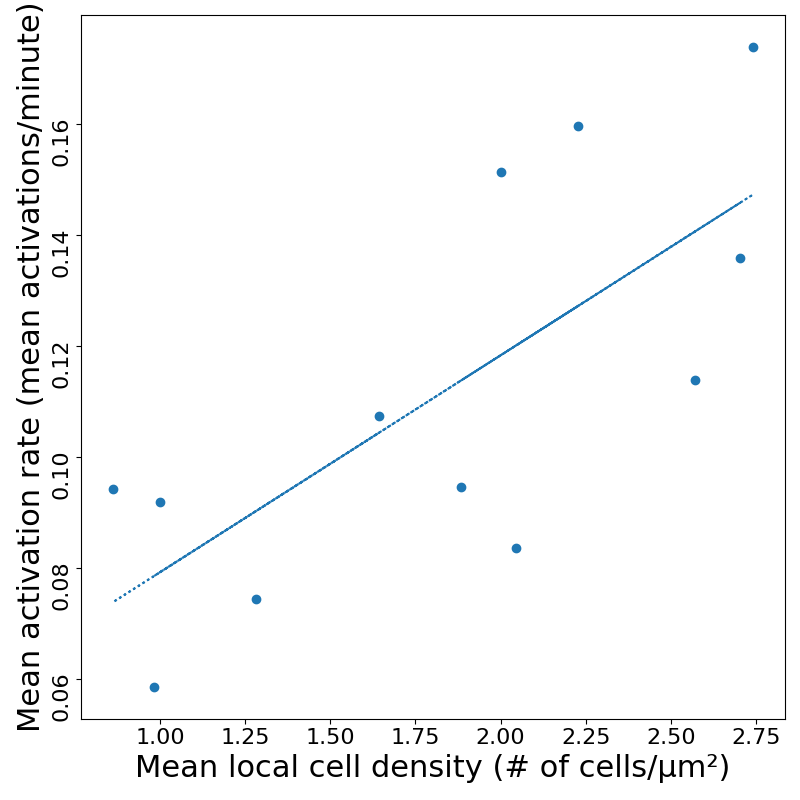 Mean activation rate (mean activations/minute)
0.16
0.14
0.12
0.10
0.08
0.06
1.00 1.25 1.50 1.75 2.00 2.25 2.50 2.75
Mean local cell density (# of cells/μm²)